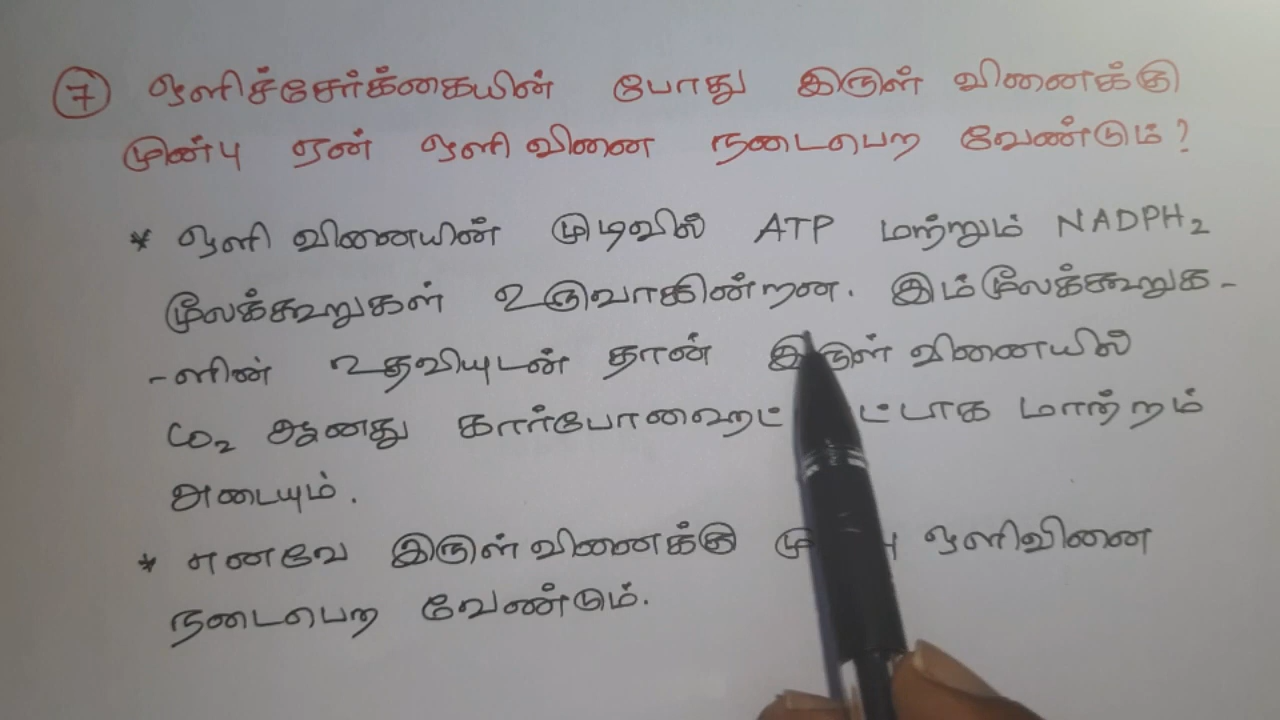 7 ஒளிச்சேர்க்கையின் போது இருள் வினைக்கு
முன்பு ஏன் ஒளி வினை நடைபெற வேண்டும்?
* ஒளி வினையின் முடிவில் ATP மற்றும் NADPH₂
மூலக்கூறுகள் உருவாகின்றன. இம்மூலக்கூறுக-
-ளின் உதவியுடன் தான் இருள் வினையில்
CO₂ ஆனது மாற்றம்
அடையும்.
* எனவே இருள் வினைக்கு ஒளிவினை
நடைபெற வேண்டும்.